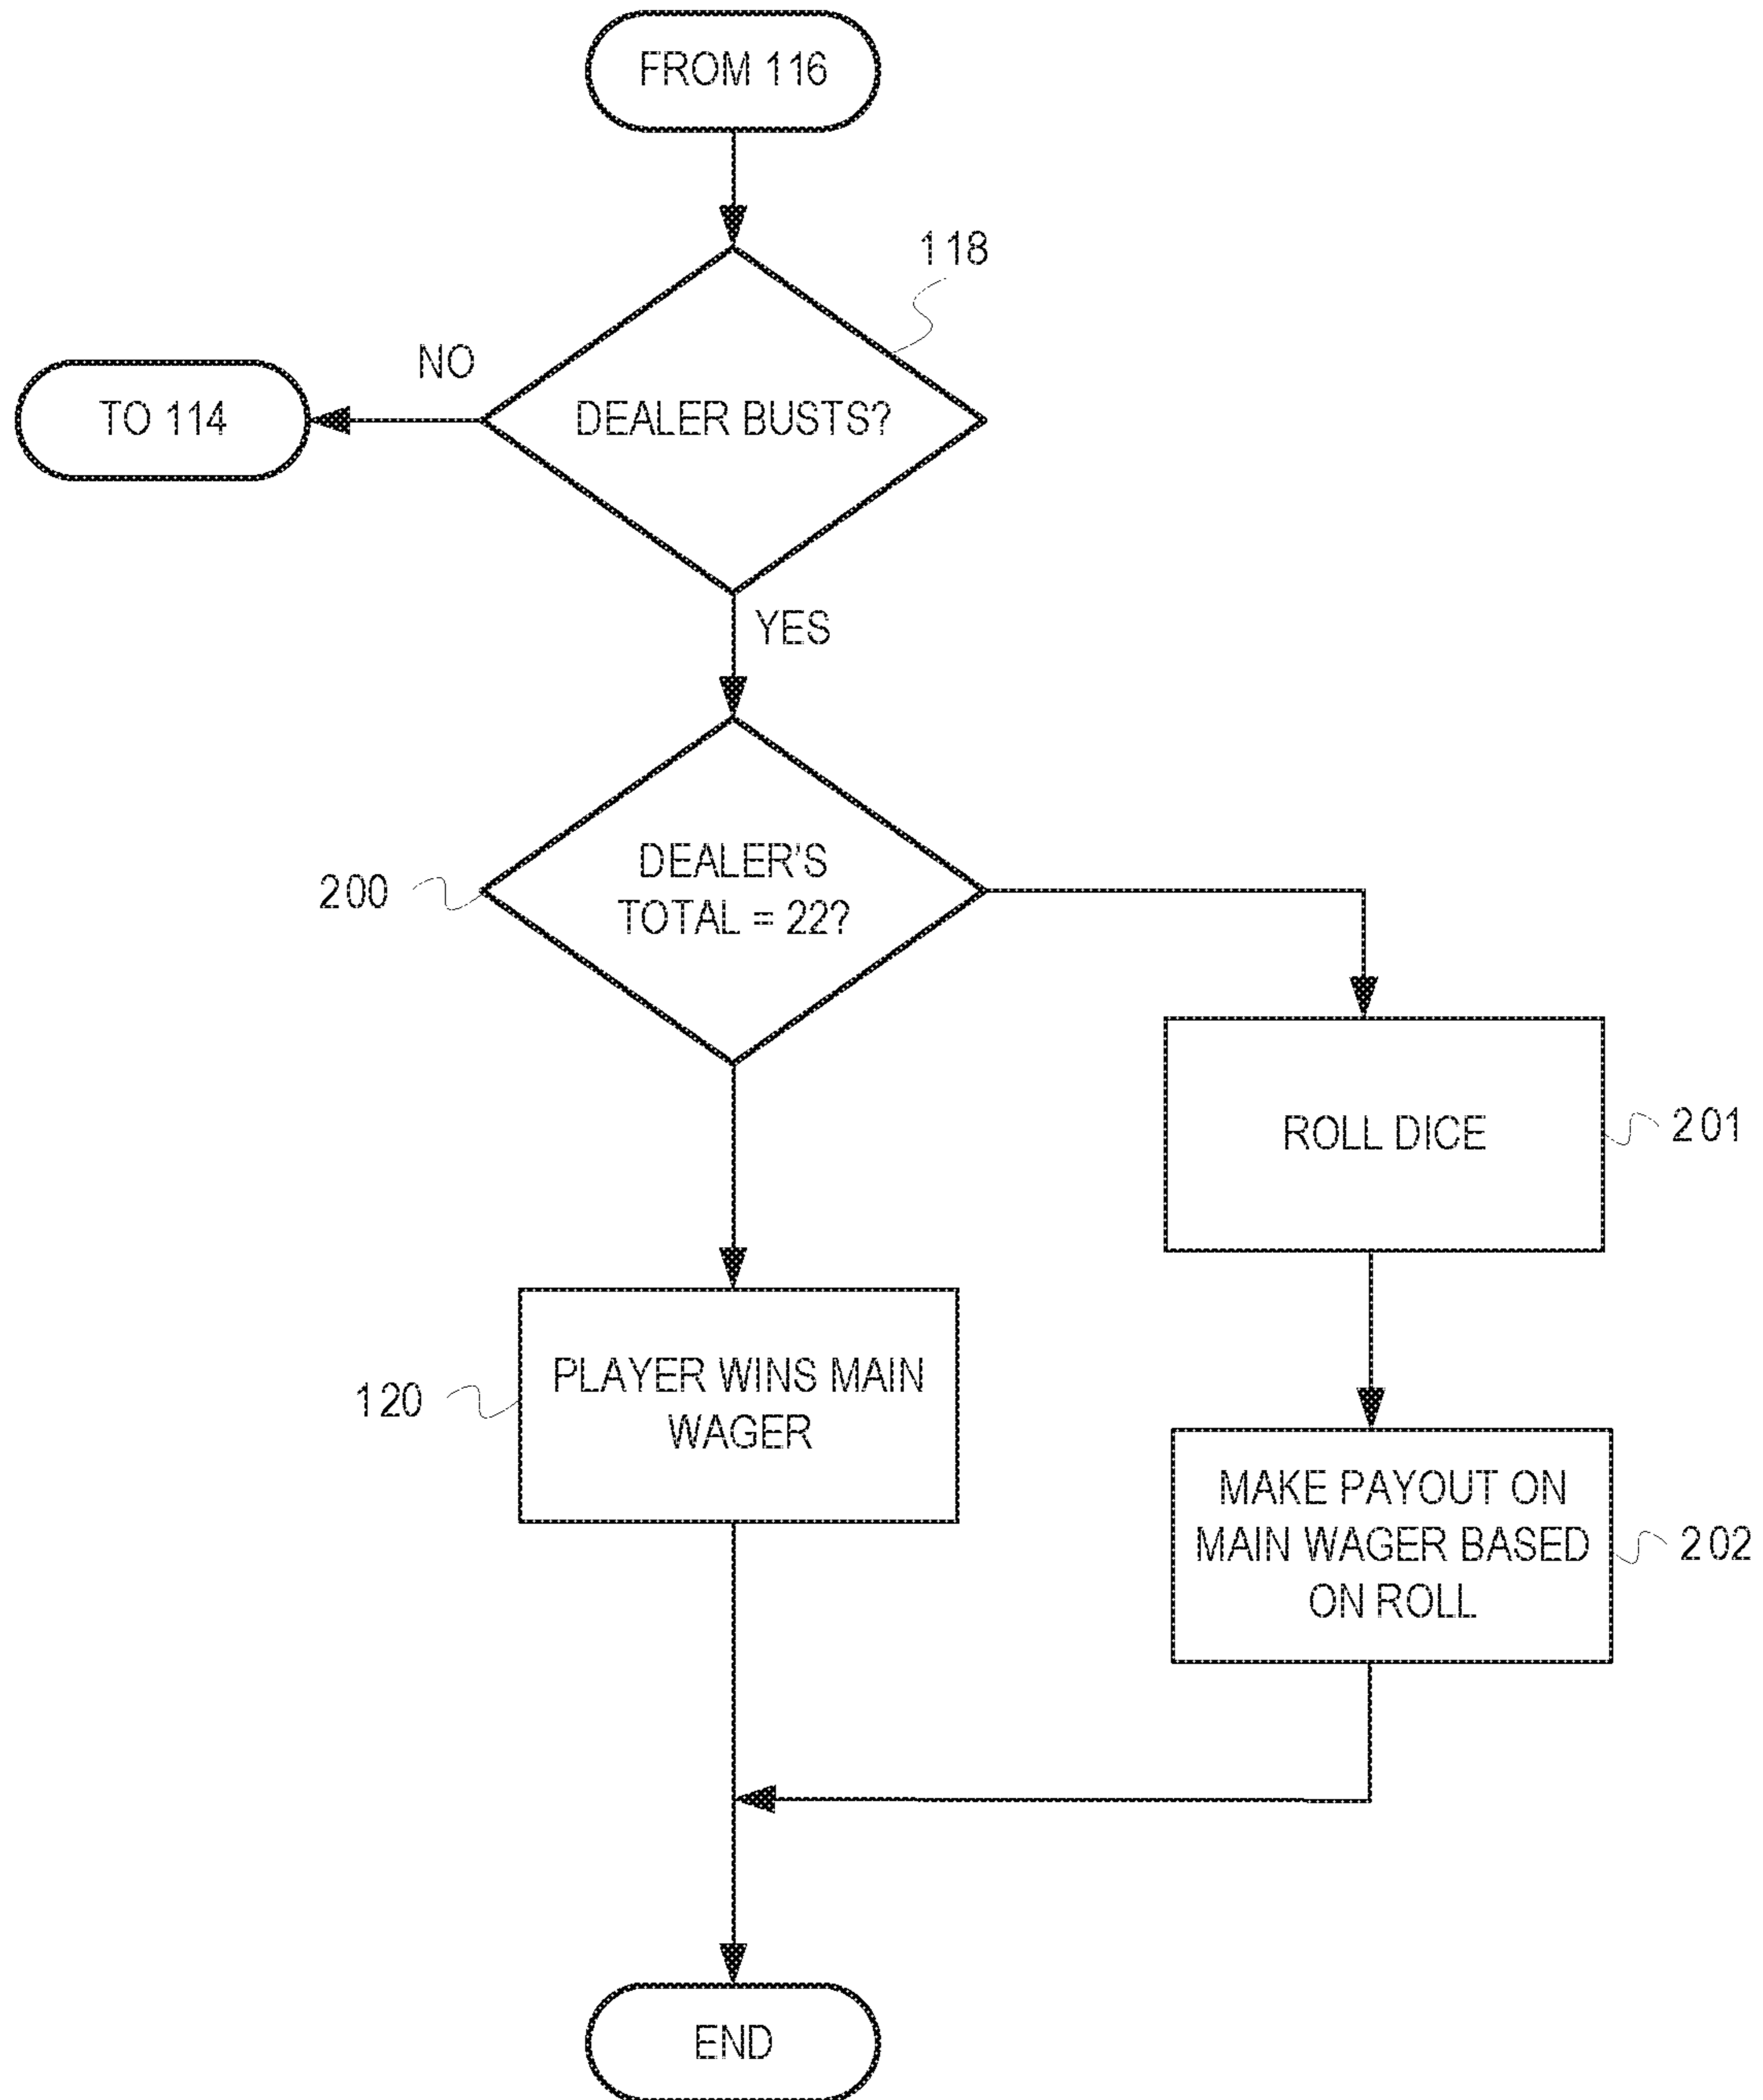 FROM 116
118
NO
TO 114
DEALER BUSTS?
YES
200
DEALER'S
TOTAL = 22?
ROLL DICE
201
120
PLAYER WINS MAIN
WAGER
MAKE PAYOUT ON
MAIN WAGER BASED
ON ROLL
202
END